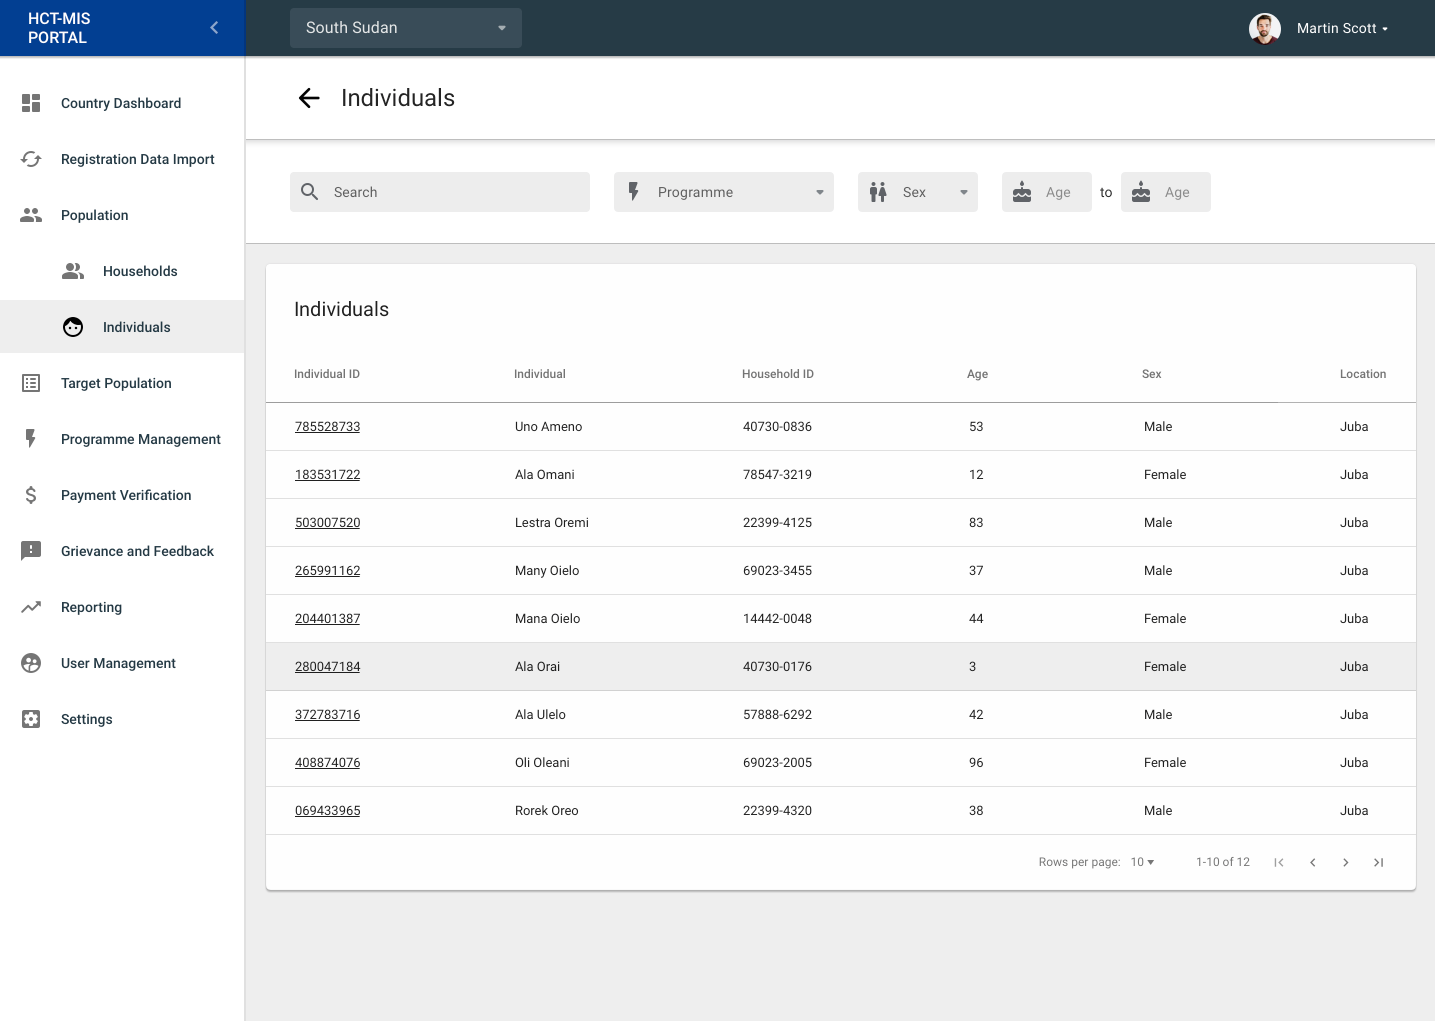 HCT-MIS
PORTAL
South Sudan
Martin Scott
Country Dashboard
Registration Data Import
Population
Households
Individuals
Target Population
Programme Management
Payment Verification
Grievance and Feedback
Reporting
User Management
Settings
Individuals
Search
Programme
Sex
Age to Age
Individuals
Individual ID Individual Household ID Age Sex Location
785528733 Uno Ameno 40730-0836 53 Male Juba
183531722 Ala Omani 78547-3219 12 Female Juba
503007520 Lestra Oremi 22399-4125 83 Male Juba
265991162 Many Oielo 69023-3455 37 Male Juba
204401387 Mana Oielo 14442-0048 44 Female Juba
280047184 Ala Orai 40730-0176 3 Female Juba
372783716 Ala Ulelo 57888-6292 42 Male Juba
408874076 Oli Oleani 69023-2005 96 Female Juba
069433965 Rorek Oreo 22399-4320 38 Male Juba
Rows per page: 10 1-10 of 12